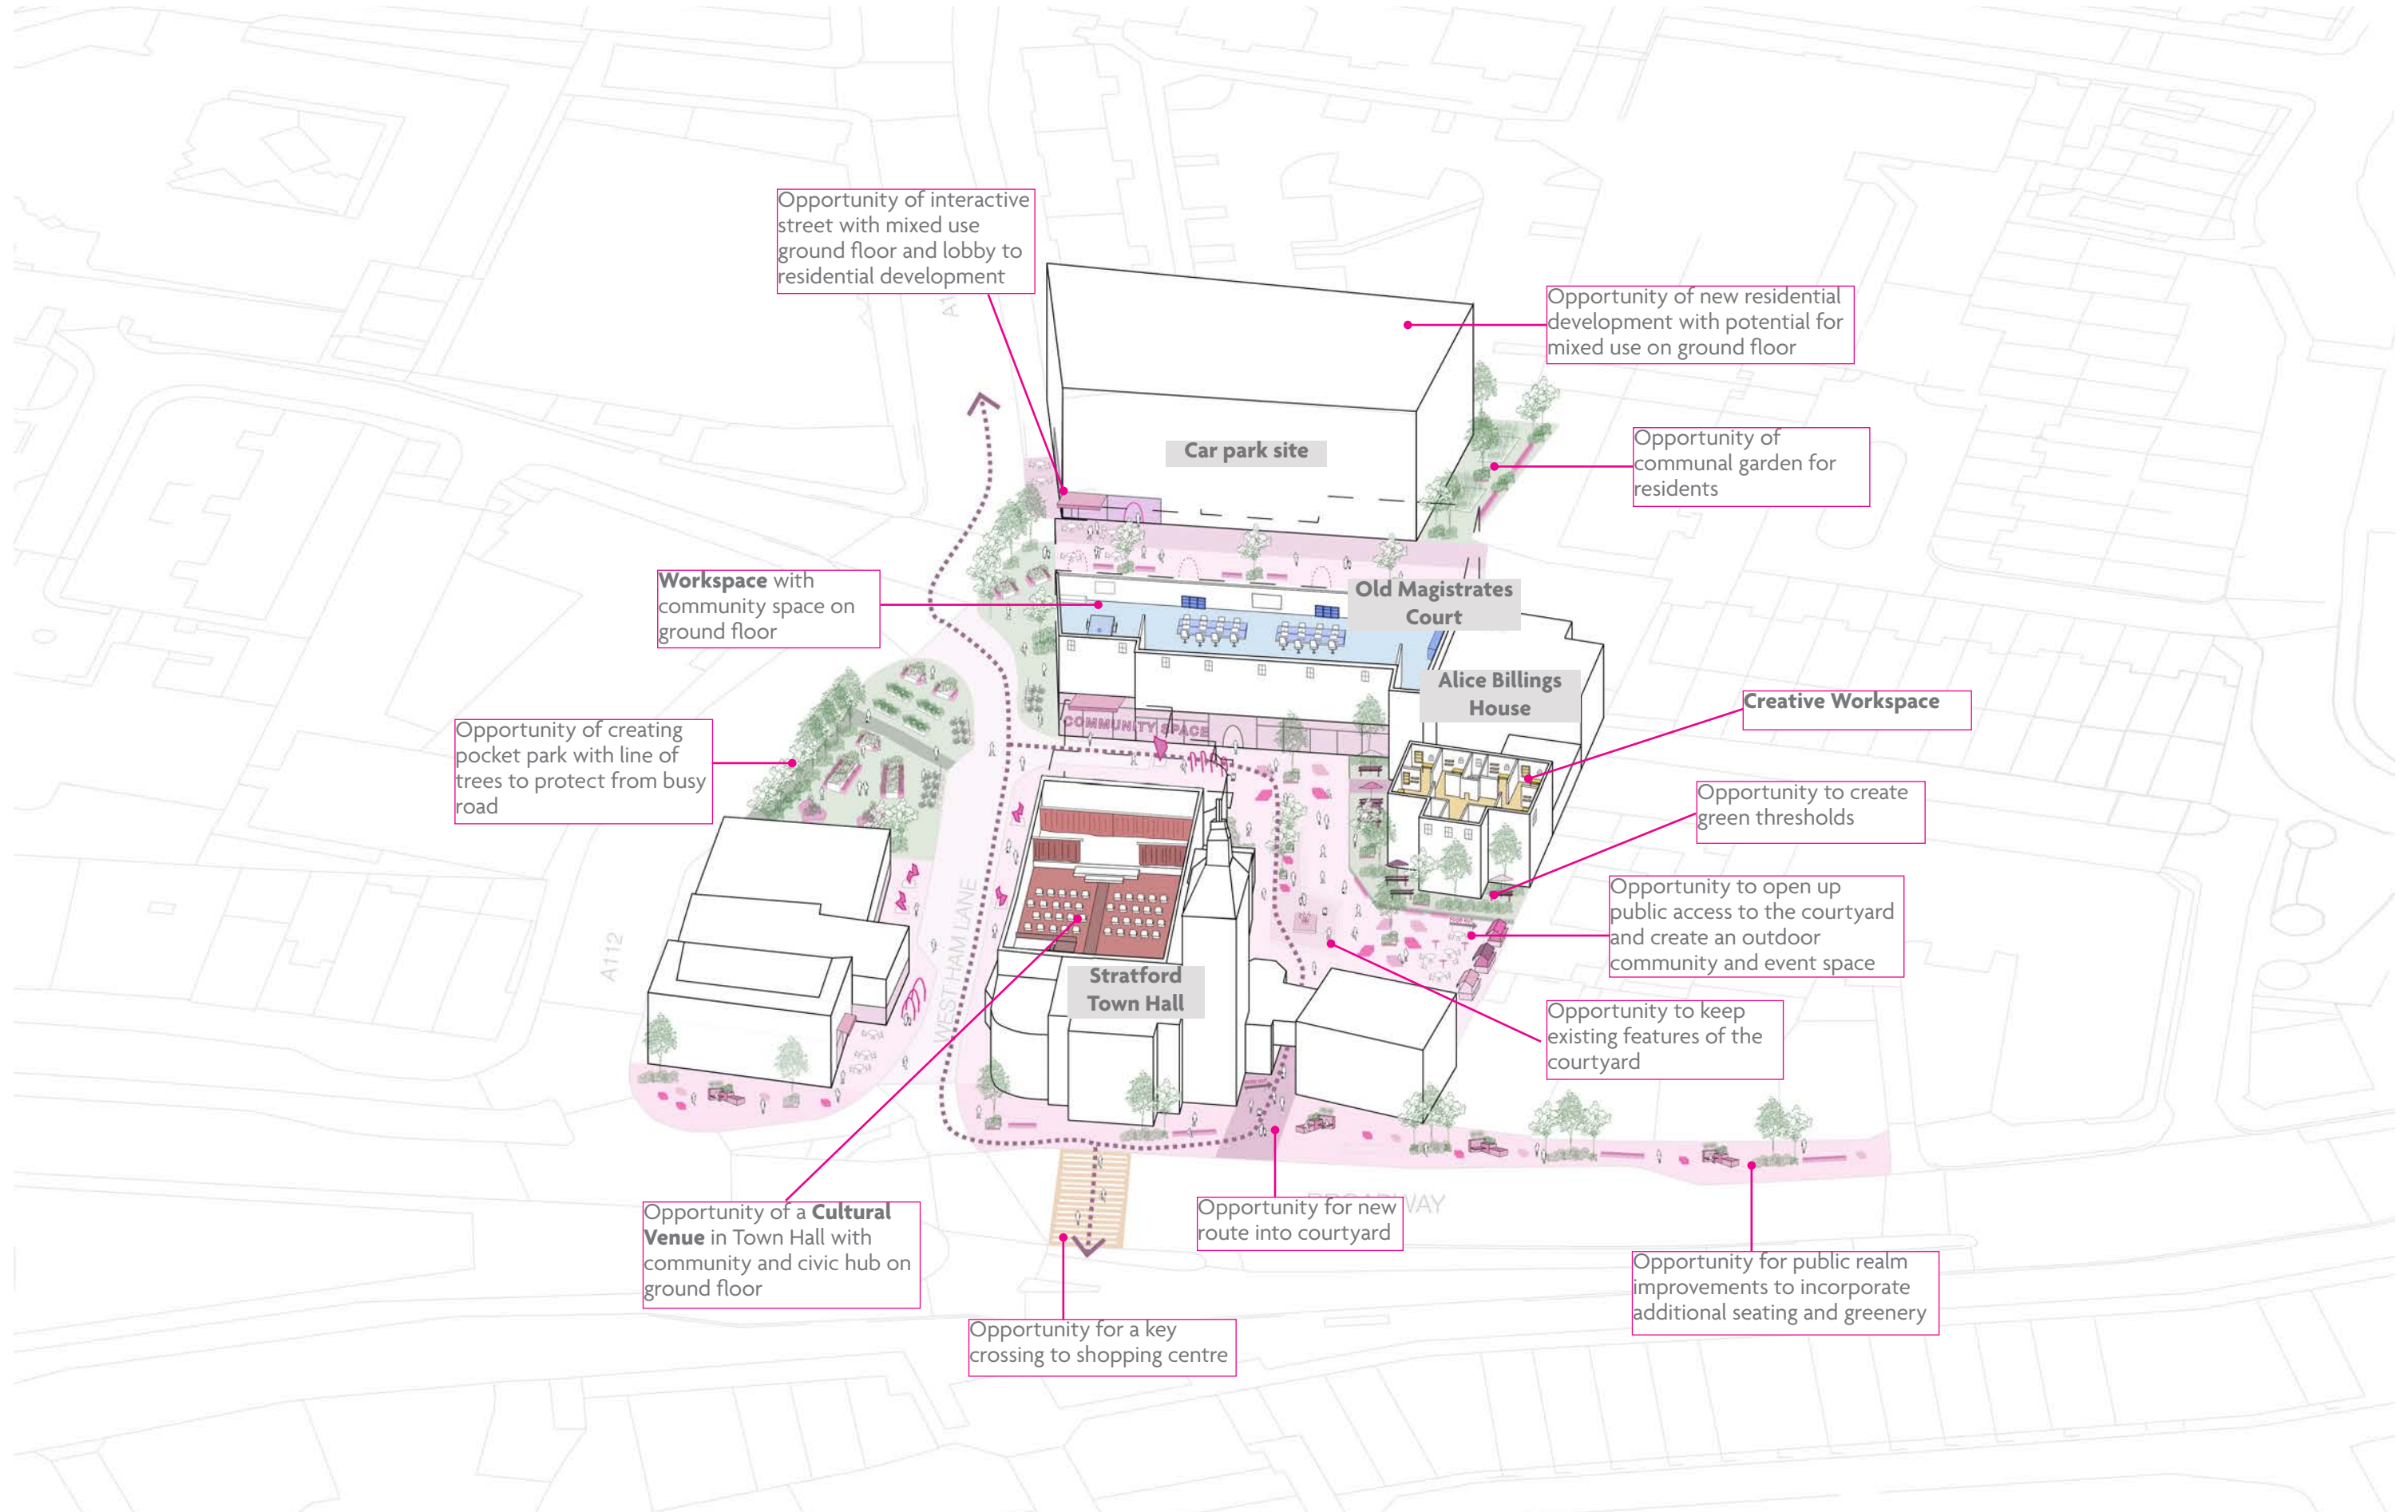 Opportunity of interactive
street with mixed use
ground floor and lobby to
residential development
Opportunity of new residential
development with potential for
mixed use on ground floor
Car park site
Opportunity of
communal garden for
residents
Workspace with
community space on
ground floor
Old Magistrates
Court
Alice Billings
House
Creative Workspace
COMMUNITY SPACE
Opportunity of creating
pocket park with line of
trees to protect from busy
road
Opportunity to create
green thresholds
Opportunity to open up
public access to the courtyard
and create an outdoor
community and event space
A112
WESTHAM LANE
Stratford
Town Hall
Opportunity to keep
existing features of the
courtyard
Opportunity of a Cultural
Venue in Town Hall with
community and civic hub on
ground floor
Opportunity for new
route into courtyard
BROADWAY
Opportunity for public realm
improvements to incorporate
additional seating and greenery
Opportunity for a key
crossing to shopping centre